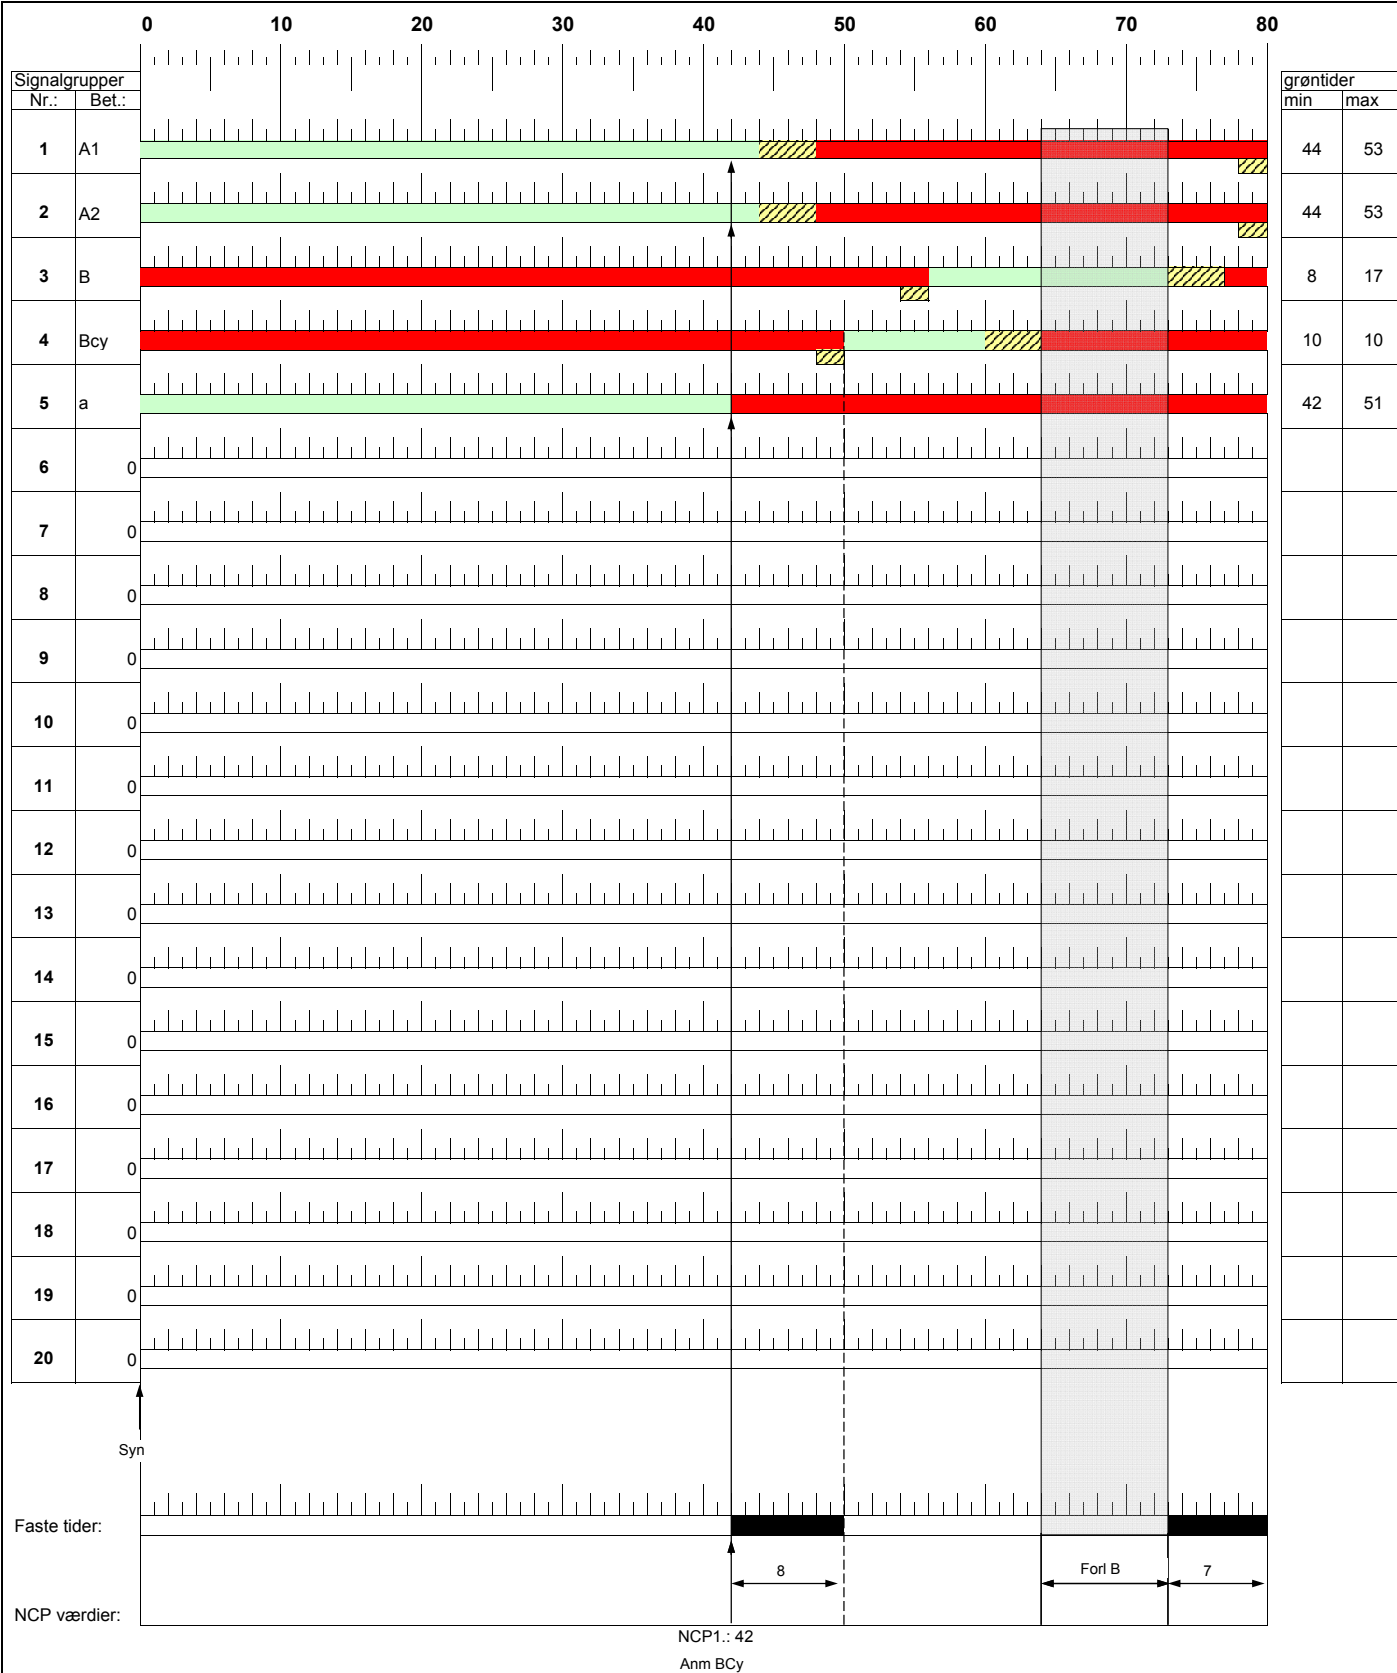 0 10 20 30 40 50 60 70 80
Signalgrupper grøntider
Nr.: Bet.: min max
1 A1 44 53
2 A2 44 53
3 B 8 17
4 Bcy 10 10
5 a 42 51
6 0
7 0
8 0
9 0
10 0
11 0
12 0
13 0
14 0
15 0
16 0
17 0
18 0
19 0
20 0
Syn
Faste tider:
8 Forl B 7
NCP værdier:
NCP1.: 42
Anm BCy